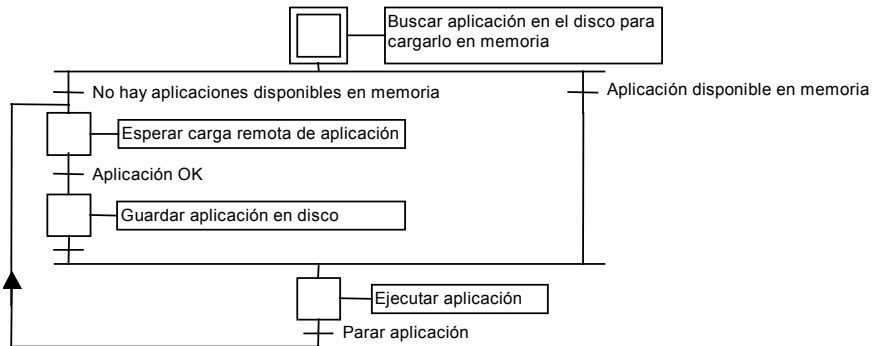 Buscar aplicación en el disco para
cargarlo en memoria
No hay aplicaciones disponibles en memoria
Aplicación disponible en memoria
Esperar carga remota de aplicación
Aplicación OK
Guardar aplicación en disco
Ejecutar aplicación
Parar aplicación